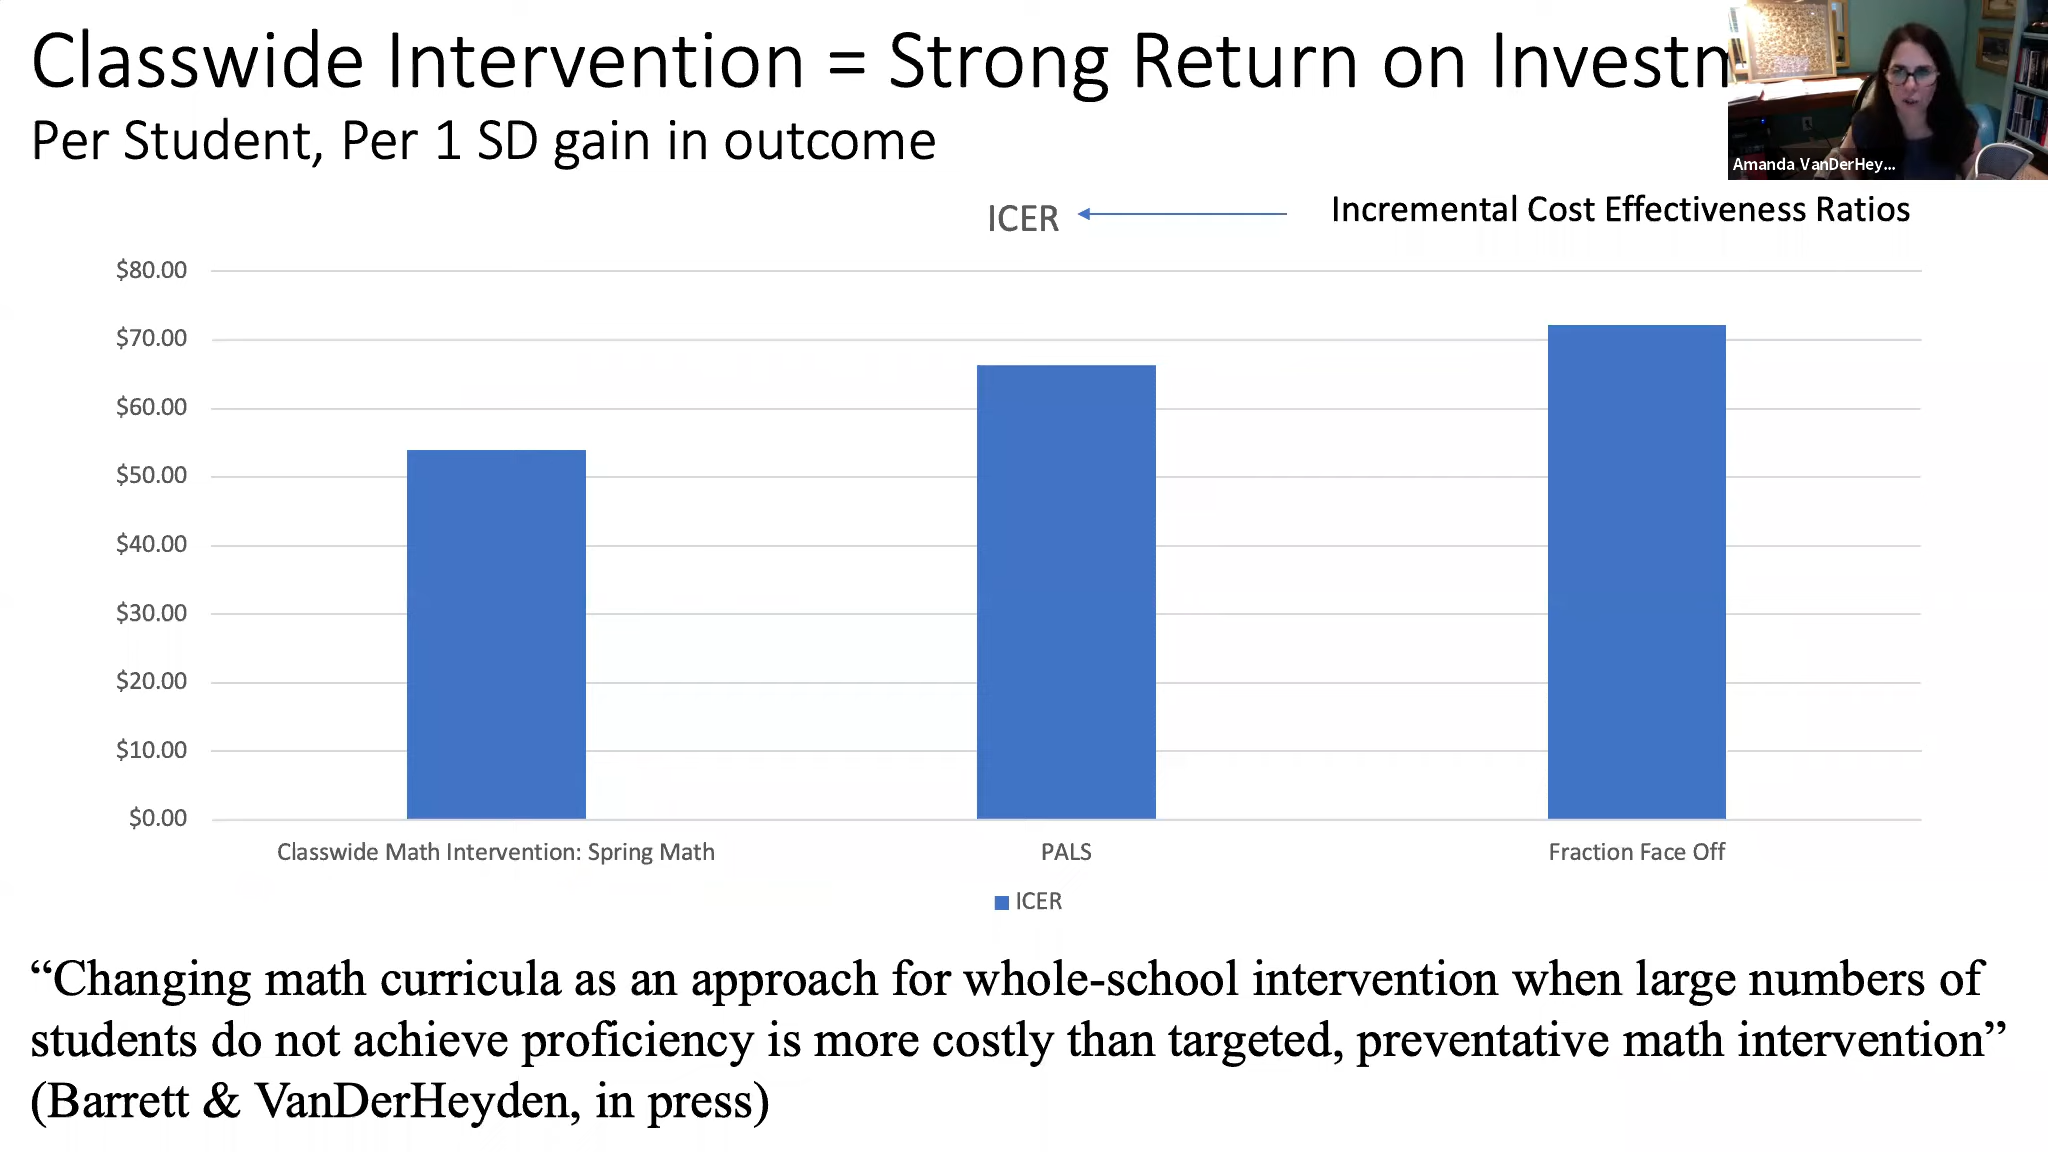 Classwide Intervention = Strong Return on Investm
Per Student, Per 1 SD gain in outcome
Amanda VanDerHey...
ICER
Incremental Cost Effectiveness Ratios
$80.00
$70.00
$60.00
$50.00
$40.00
$30.00
$20.00
$10.00
$0.00
Classwide Math Intervention: Spring Math
PALS
Fraction Face Off
ICER
“Changing math curricula as an approach for whole-school intervention when large numbers of
students do not achieve proficiency is more costly than targeted, preventative math intervention”
(Barrett & VanDerHeyden, in press)